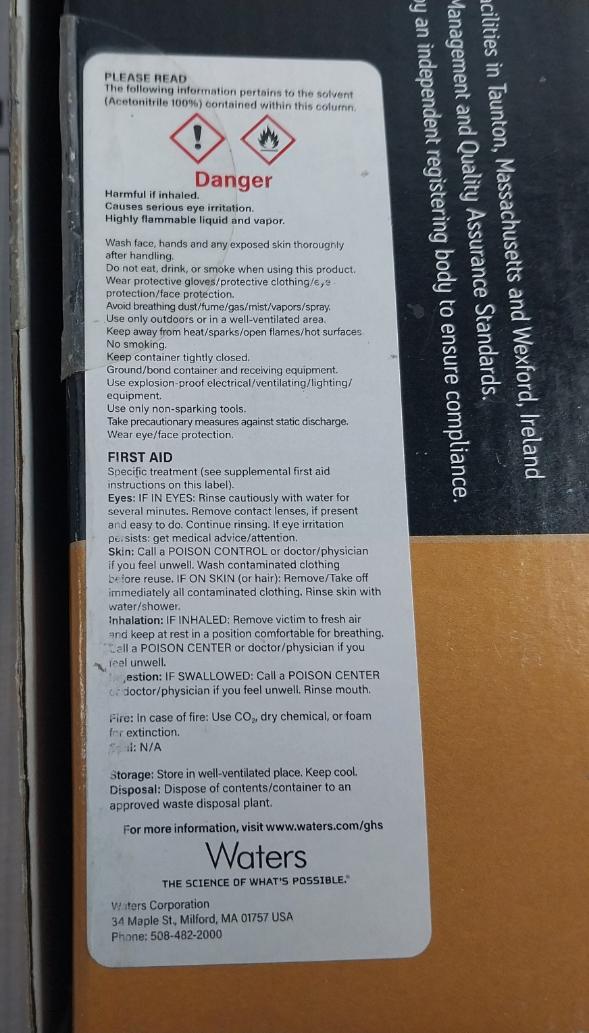 PLEASE READ
The following information pertains to the solvent
(Acetonitrile 100%) contained within this column.
Danger
Harmful if inhaled.
Causes serious eye irritation.
Highly flammable liquid and vapor.
Wash face, hands and any exposed skin thoroughly
after handling.
Do not eat, drink, or smoke when using this product.
Wear protective gloves/protective clothing/eye
protection/face protection.
Avoid breathing dust/fume/gas/mist/vapors/spray.
Use only outdoors or in a well-ventilated area.
Keep away from heat/sparks/open flames/hot surfaces
No smoking.
Keep container tightly closed.
Ground/bond container and receiving equipment.
Use explosion-proof electrical/ventilating/lighting/
equipment.
Use only non-sparking tools.
Take precautionary measures against static discharge.
Wear eye/face protection.
FIRST AID
Specific treatment (see supplemental first aid
instructions on this label).
Eyes: IF IN EYES: Rinse cautiously with water for
several minutes. Remove contact lenses, if present
and easy to do. Continue rinsing. If eye irritation
persists: get medical advice/attention.
Skin: Call a POISON CONTROL or doctor/physician
if you feel unwell. Wash contaminated clothing
before reuse. IF ON SKIN (or hair): Remove/Take off
immediately all contaminated clothing. Rinse skin with
water/shower.
Inhalation: IF INHALED: Remove victim to fresh air
and keep at rest in a position comfortable for breathing.
Call a POISON CENTER or doctor/physician if you
feel unwell.
IF SWALLOWED: Call a POISON CENTER
or doctor/physician if you feel unwell. Rinse mouth.
Fire: In case of fire: Use CO₂, dry chemical, or foam
for extinction.
N/A
Storage: Store in well-ventilated place. Keep cool.
Disposal: Dispose of contents/container to an
approved waste disposal plant.
For more information, visit www.waters.com/ghs
Waters
THE SCIENCE OF WHAT'S POSSIBLE.®
Waters Corporation
34 Maple St., Milford, MA 01757 USA
Phone: 508-482-2000
acilities in Taunton, Massachusetts and Wexford, Ireland
Management and Quality Assurance Standards.
by an independent registering body to ensure compliance.